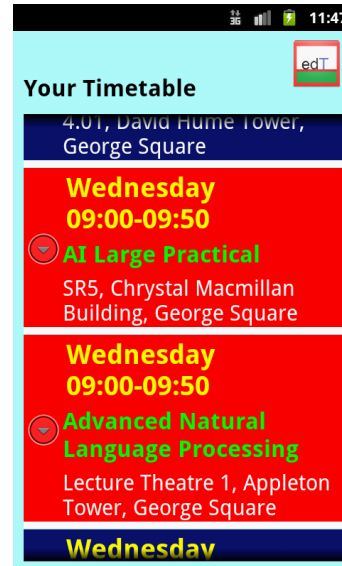 3G 11:47
edT
Your Timetable
4.01, David Hume Tower,
George Square
Wednesday
09:00-09:50
AI Large Practical
SR5, Chrystal Macmillan
Building, George Square
Wednesday
09:00-09:50
Advanced Natural
Language Processing
Lecture Theatre 1, Appleton
Tower, George Square
Wednesday